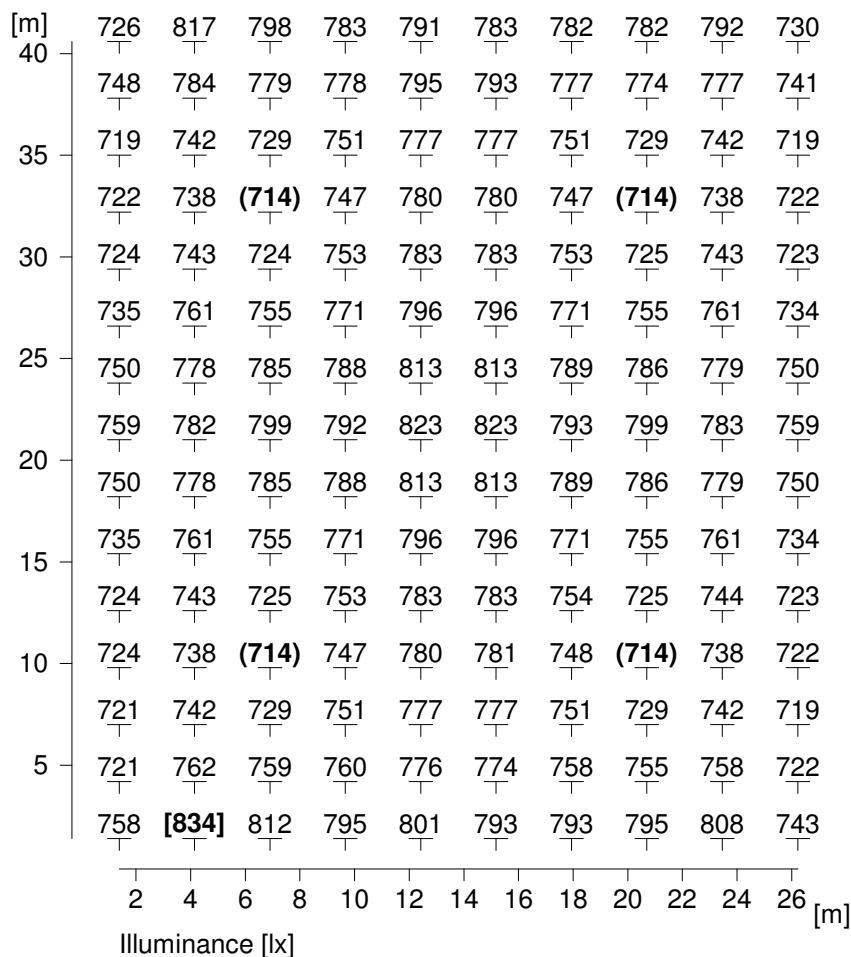 [m] 726 817 798 783 791 783 782 782 792 730
40
748 784 779 778 795 793 777 774 777 741
35 719 742 729 751 777 777 751 729 742 719
722 738 (714) 747 780 780 747 (714) 738 722
30 724 743 724 753 783 783 753 725 743 723
735 761 755 771 796 796 771 755 761 734
25 750 778 785 788 813 813 789 786 779 750
759 782 799 792 823 823 793 799 783 759
20
750 778 785 788 813 813 789 786 779 750
15 735 761 755 771 796 796 771 755 761 734
724 743 725 753 783 783 754 725 744 723
10 724 738 (714) 747 780 781 748 (714) 738 722
721 742 729 751 777 777 751 729 742 719
5 721 762 759 760 776 774 758 755 758 722
758 [834] 812 795 801 793 793 795 808 743
2 4 6 8 10 12 14 16 18 20 22 24 26 [m]
Illuminance [lx]